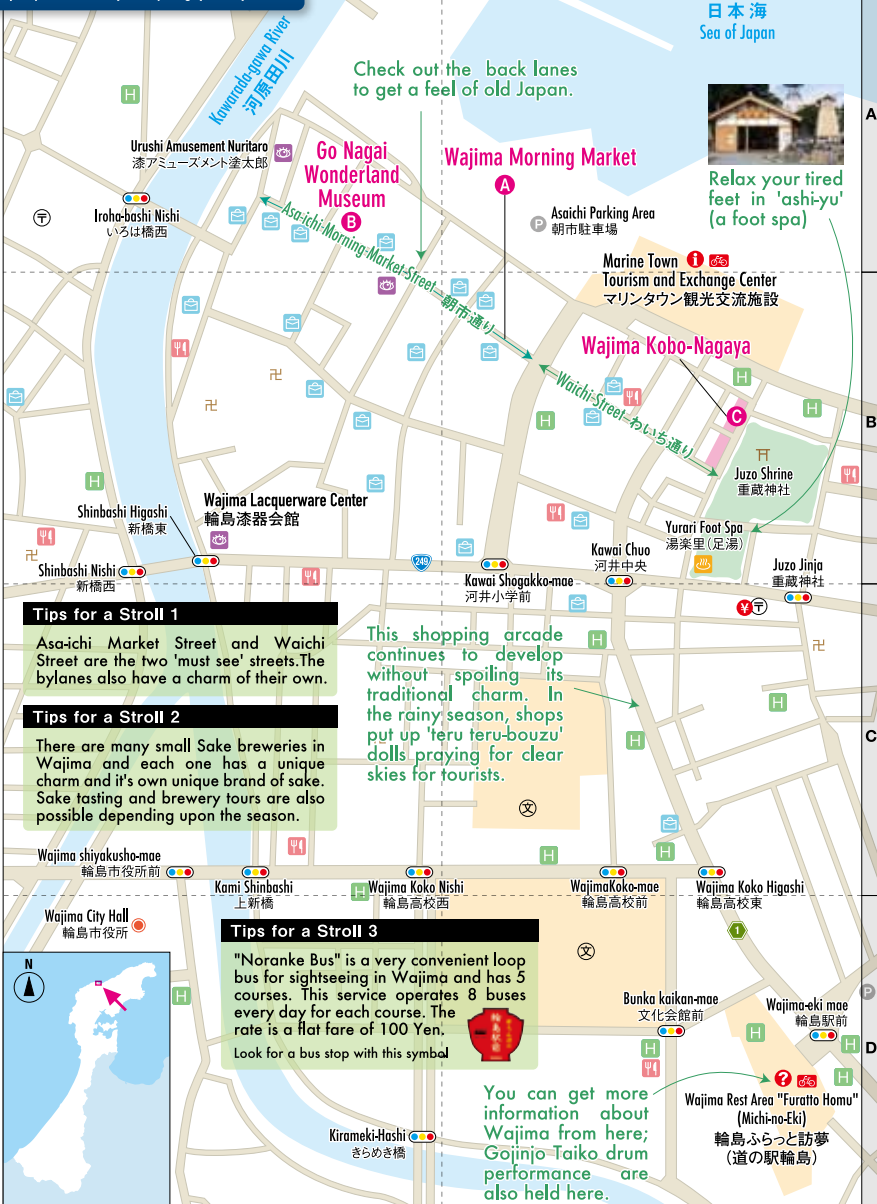 日本海
Sea of Japan
Kawarada-gawa River
河原田川
Check out the back lanes
to get a feel of old Japan.
A
Urushi Amusement Nuritaro
漆アミューズメント塗太郎
Go Nagai
Wonderland
Museum
B
Wajima Morning Market
A
Relax your tired
feet in 'ashi-yu'
(a foot spa)
Iroha-bashi Nishi
いろは橋西
Asaichi Parking Area
朝市駐車場
P
Asa-ichi Morning Market Street 朝市通り
Marine Town
Tourism and Exchange Center
マリンタウン観光交流施設
Wajima Kobo-Nagaya
C
Waichi Street わいち通り
B
Juzo Shrine
重蔵神社
Wajima Lacquerware Center
輪島漆器会館
Shinbashi Higashi
新橋東
Yurari Foot Spa
湯楽里(足湯)
Shinbashi Nishi
新橋西
249
Kawai Shogakko-mae
河井小学前
Kawai Chuo
河井中央
Juzo Jinja
重蔵神社
Tips for a Stroll 1
Asa-ichi Market Street and Waichi
Street are the two 'must see' streets.The
bylanes also have a charm of their own.
This shopping arcade
continues to develop
without spoiling its
traditional charm. In
the rainy season, shops
put up 'teru teru-bouzu'
dolls praying for clear
skies for tourists.
Tips for a Stroll 2
There are many small Sake breweries in
Wajima and each one has a unique
charm and it's own unique brand of sake.
Sake tasting and brewery tours are also
possible depending upon the season.
C
文
Wajima shiyakusho-mae
輪島市役所前
Kami Shinbashi
上新橋
Wajima Koko Nishi
輪島高校西
WajimaKoko-mae
輪島高校前
Wajima Koko Higashi
輪島高校東
Wajima City Hall
輪島市役所
1
文
Tips for a Stroll 3
"Noranke Bus" is a very convenient loop
bus for sightseeing in Wajima and has 5
courses. This service operates 8 buses
every day for each course. The
rate is a flat fare of 100 Yen.
Look for a bus stop with this symbol
輪島駅前
N
Bunka kaikan-mae
文化会館前
Wajima-eki mae
輪島駅前
P
D
Wajima Rest Area "Furatto Homu"
(Michi-no-Eki)
輪島ふらっと訪夢
(道の駅輪島)
You can get more
information about
Wajima from here;
Gojinjo Taiko drum
performance are
also held here.
Kirameki-Hashi
きらめき橋